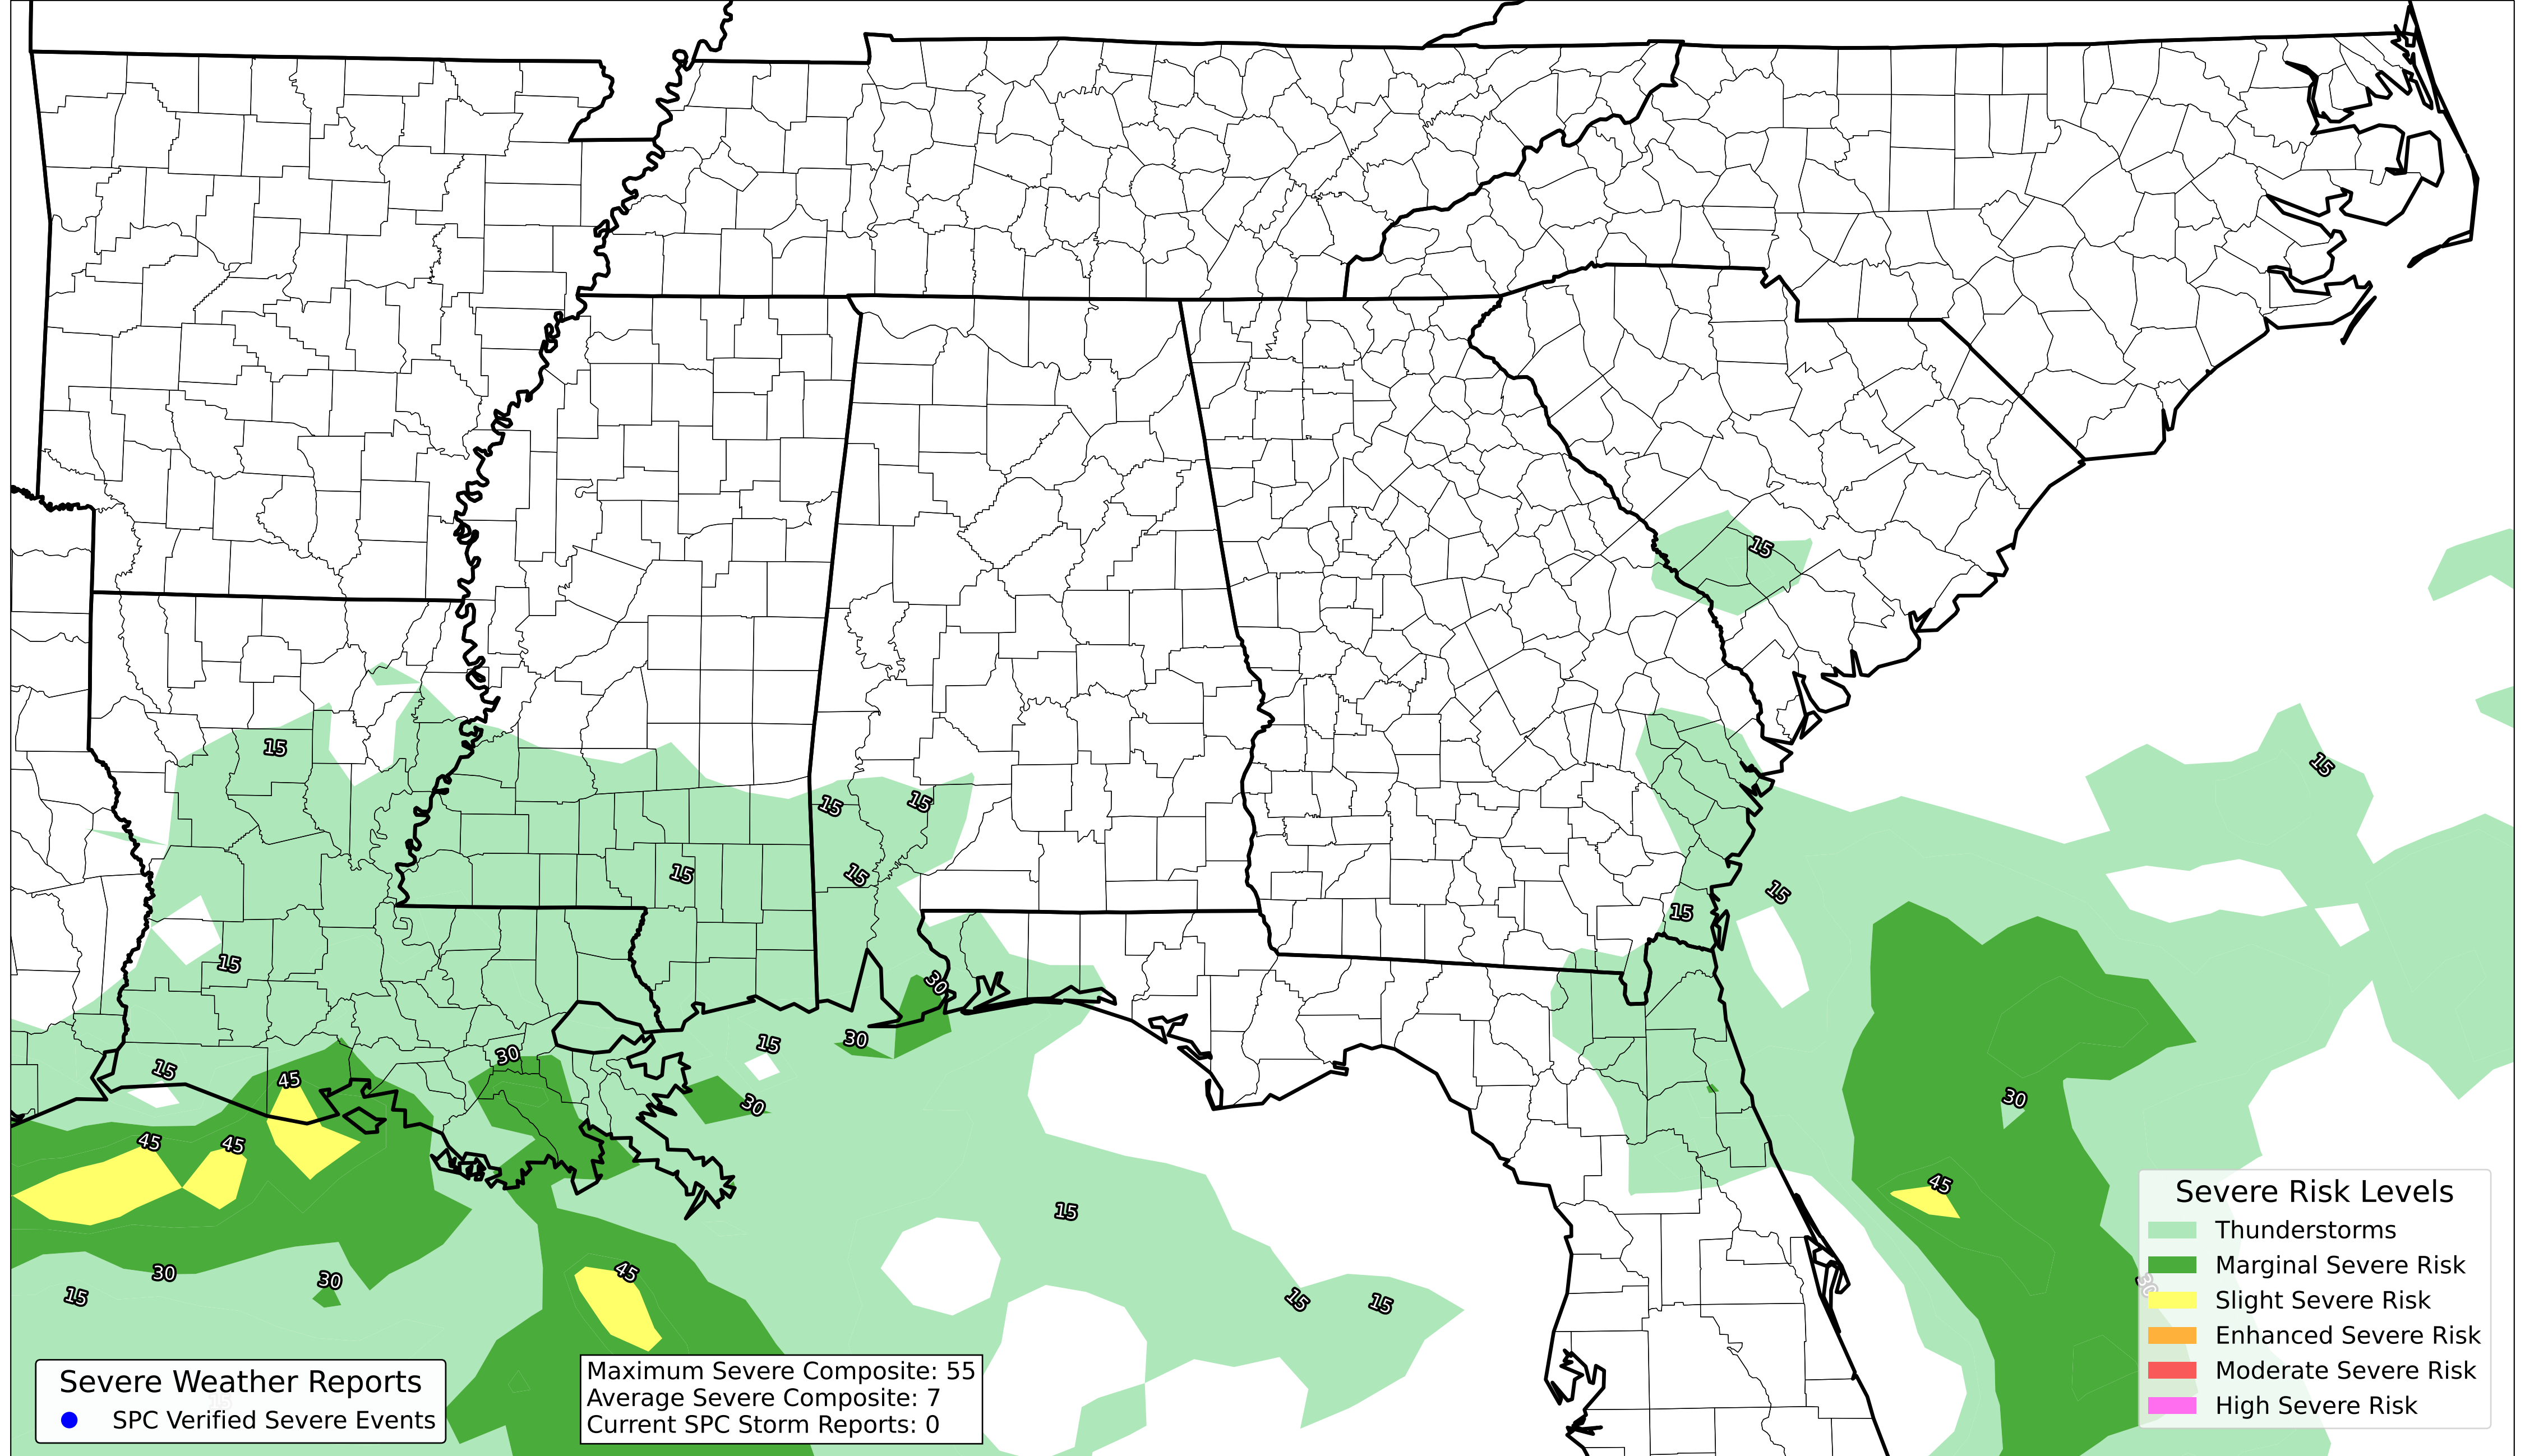 15
15
15
15
15
15
15
15
15
15
30
30
15
30
15
45
30
30
45
45
45
15
30
30
45
15
15
15
30
Severe Risk Levels
Thunderstorms
Marginal Severe Risk
Slight Severe Risk
Enhanced Severe Risk
Moderate Severe Risk
High Severe Risk
Severe Weather Reports
SPC Verified Severe Events
Maximum Severe Composite: 55
Average Severe Composite: 7
Current SPC Storm Reports: 0